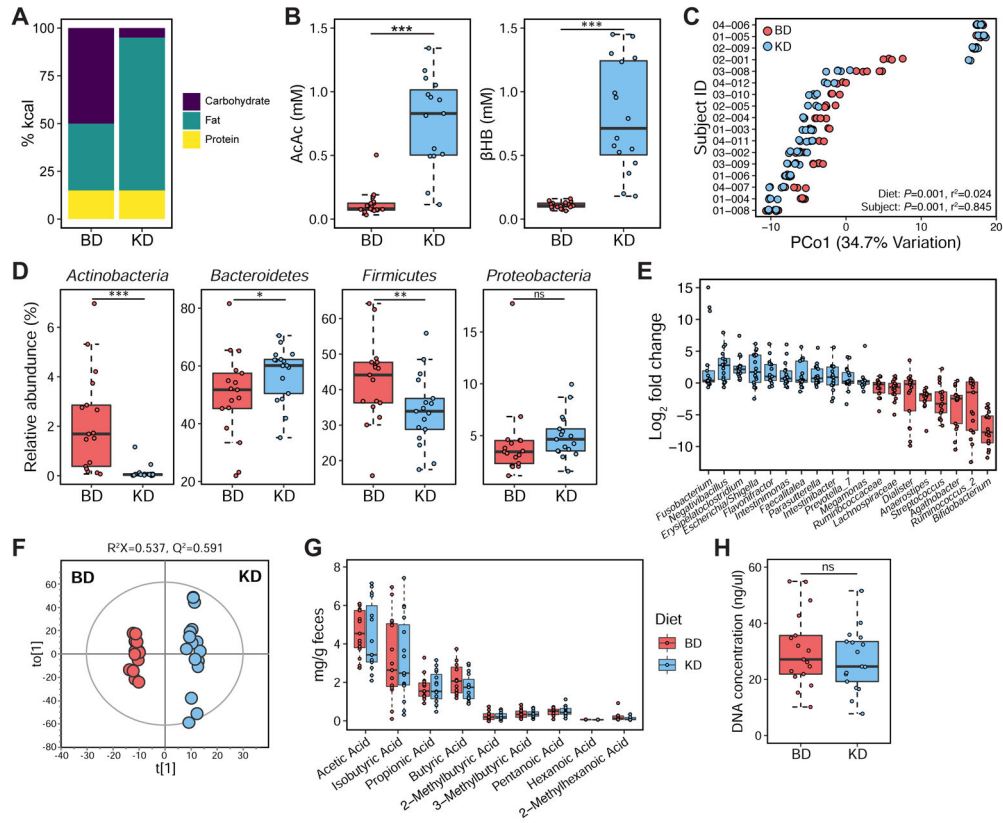 A
100
75
50
25
0
% kcal
BD
KD
Carbohydrate
Fat
Protein
B
***
1.5
1.0
0.5
0.0
AcAc (mM)
BD
KD
***
1.5
1.0
0.5
0.0
βHB (mM)
BD
KD
C
BD
KD
Subject ID
04−006
01−005
02−009
02−001
03−008
04−012
03−010
02−005
02−004
01−003
04−011
03−002
03−009
01−006
04−007
01−004
01−008
Diet: P=0.001, r²=0.024
Subject: P=0.001, r²=0.845
−10
0
10
20
PCo1 (34.7% Variation)
D
Relative abundance (%)
Actinobacteria
***
6
4
2
0
BD
KD
Bacteroidetes
*
80
60
40
20
BD
KD
Firmicutes
**
60
50
40
30
20
BD
KD
Proteobacteria
ns
15
10
5
BD
KD
E
Log2 fold change
15
10
5
0
−5
−10
Fusobacterium
Negativibacillus
Erysipelatoclostridium
Escherichia/Shigella
Flavonifractor
Intestinimonas
Faecalitalea
Parasutterella
Intestinibacter
Prevotella_7
Megamonas
Ruminococcaceae
Lachnospiraceae
Dialister
Anaerostipes
Streptococcus
Agathobacter
Ruminococcus_2
Bifidobacterium
F
R²X=0.537, Q²=0.591
BD
KD
to[1]
80
60
40
20
0
-20
-40
-60
-80
-30
-20
-10
0
10
20
30
40
t[1]
G
mg/g feces
6
4
2
0
Acetic Acid
Isobutyric Acid
Propionic Acid
Butyric Acid
2−Methylbutyric Acid
3−Methylbutyric Acid
Pentanoic Acid
Hexanoic Acid
2−Methylhexanoic Acid
Diet
BD
KD
H
ns
DNA concentration (ng/ul)
60
40
20
0
BD
KD